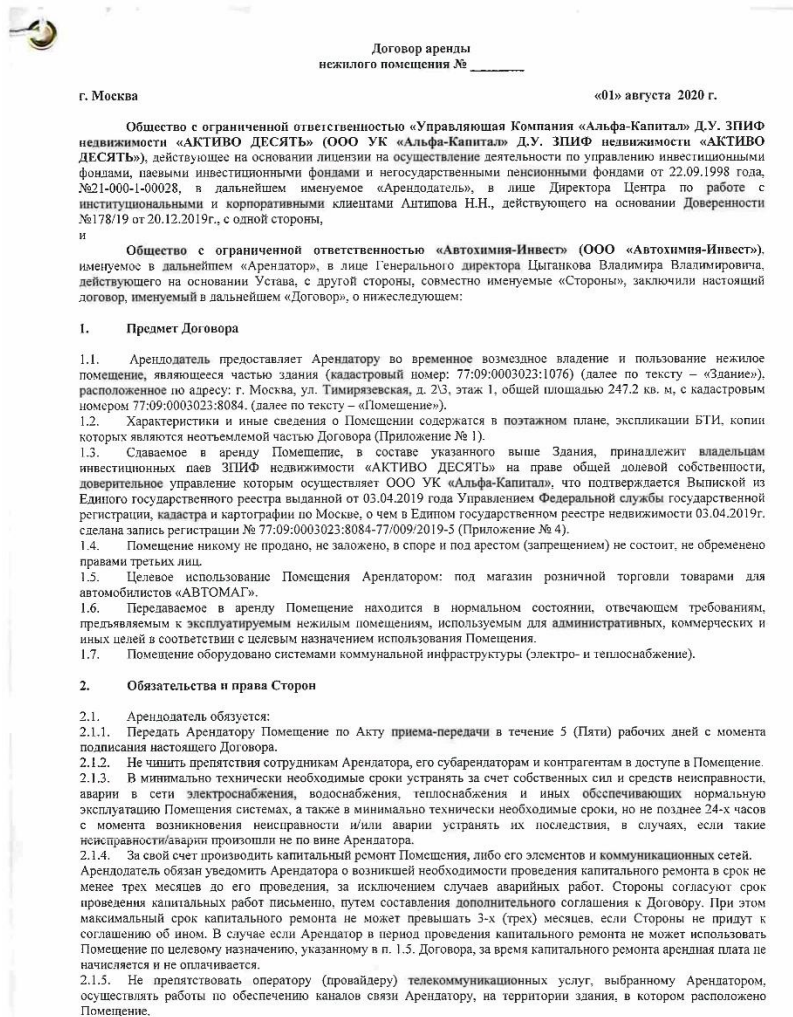 Договор аренды
нежилого помещения № ________
г. Москва «01» августа 2020 г.
Общество с ограниченной ответственностью «Управляющая Компания «Альфа-Капитал» Д.У. ЗПИФ
недвижимости «АКТИВО ДЕСЯТЬ» (ООО УК «Альфа-Капитал» Д.У. ЗПИФ недвижимости «АКТИВО
ДЕСЯТЬ»), действующее на основании лицензии на осуществление деятельности по управлению инвестиционными
фондами, паевыми инвестиционными фондами и негосударственными пенсионными фондами от 22.09.1998 года,
№21-000-1-00028, в дальнейшем именуемое «Арендодатель», в лице Директора Центра по работе с
институциональными и корпоративными клиентами Антипова Н.Н., действующего на основании Доверенности
№178/19 от 20.12.2019г., с одной стороны,
и
Общество с ограниченной ответственностью «Автохимия-Инвест» (ООО «Автохимия-Инвест»),
именуемое в дальнейшем «Арендатор», в лице Генерального директора Цыганкова Владимира Владимировича,
действующего на основании Устава, с другой стороны, совместно именуемые «Стороны», заключили настоящий
договор, именуемый в дальнейшем «Договор», о нижеследующем:
1. Предмет Договора
1.1. Арендодатель предоставляет Арендатору во временное возмездное владение и пользование нежилое
помещение, являющееся частью здания (кадастровый номер: 77:09:0003023:1076) (далее по тексту – «Здание»),
расположенное по адресу: г. Москва, ул. Тимирязевская, д. 2\3, этаж 1, общей площадью 247.2 кв. м, с кадастровым
номером 77:09:0003023:8084. (далее по тексту – «Помещение»).
1.2. Характеристики и иные сведения о Помещении содержатся в поэтажном плане, экспликации БТИ, копии
которых являются неотъемлемой частью Договора (Приложение № 1).
1.3. Сдаваемое в аренду Помещение, в составе указанного выше Здания, принадлежит владельцам
инвестиционных паев ЗПИФ недвижимости «АКТИВО ДЕСЯТЬ» на праве общей долевой собственности,
доверительное управление которым осуществляет ООО УК «Альфа-Капитал», что подтверждается Выпиской из
Единого государственного реестра выданной от 03.04.2019 года Управлением Федеральной службы государственной
регистрации, кадастра и картографии по Москве, о чем в Едином государственном реестре недвижимости 03.04.2019г.
сделана запись регистрации № 77:09:0003023:8084-77/009/2019-5 (Приложение № 4).
1.4. Помещение никому не продано, не заложено, в споре и под арестом (запрещением) не состоит, не обременено
правами третьих лиц.
1.5. Целевое использование Помещения Арендатором: под магазин розничной торговли товарами для
автомобилистов «АВТОМАГ».
1.6. Передаваемое в аренду Помещение находится в нормальном состоянии, отвечающем требованиям,
предъявляемым к эксплуатируемым нежилым помещениям, используемым для административных, коммерческих и
иных целей в соответствии с целевым назначением использования Помещения.
1.7. Помещение оборудовано системами коммунальной инфраструктуры (электро- и теплоснабжение).
2. Обязательства и права Сторон
2.1. Арендодатель обязуется:
2.1.1. Передать Арендатору Помещение по Акту приема-передачи в течение 5 (Пяти) рабочих дней с момента
подписания настоящего Договора.
2.1.2. Не чинить препятствия сотрудникам Арендатора, его субарендаторам и контрагентам в доступе в Помещение.
2.1.3. В минимально технически необходимые сроки устранять за счет собственных сил и средств неисправности,
аварии в сети электроснабжения, водоснабжения, теплоснабжения и иных обеспечивающих нормальную
эксплуатацию Помещения системах, а также в минимально технически необходимые сроки, но не позднее 24-х часов
с момента возникновения неисправности и/или аварии устранять их последствия, в случаях, если такие
неисправности/аварии произошли не по вине Арендатора.
2.1.4. За свой счет производить капитальный ремонт Помещения, либо его элементов и коммуникационных сетей.
Арендодатель обязан уведомить Арендатора о возникшей необходимости проведения капитального ремонта в срок не
менее трех месяцев до его проведения, за исключением случаев аварийных работ. Стороны согласуют срок
проведения капитальных работ письменно, путем составления дополнительного соглашения к Договору. При этом
максимальный срок капитального ремонта не может превышать 3-х (трех) месяцев, если Стороны не придут к
соглашению об ином. В случае если Арендатор в период проведения капитального ремонта не может использовать
Помещение по целевому назначению, указанному в п. 1.5. Договора, за время капитального ремонта арендная плата не
начисляется и не оплачивается.
2.1.5. Не препятствовать оператору (провайдеру) телекоммуникационных услуг, выбранному Арендатором,
осуществлять работы по обеспечению каналов связи Арендатору, на территории здания, в котором расположено
Помещение.